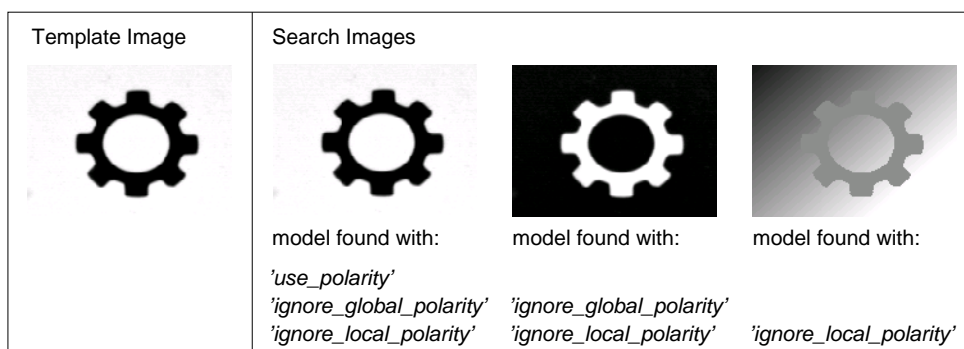 Template Image
Search Images
model found with:
model found with:
model found with:
’use_polarity’
’ignore_global_polarity’ ’ignore_global_polarity’
’ignore_local_polarity’ ’ignore_local_polarity’ ’ignore_local_polarity’